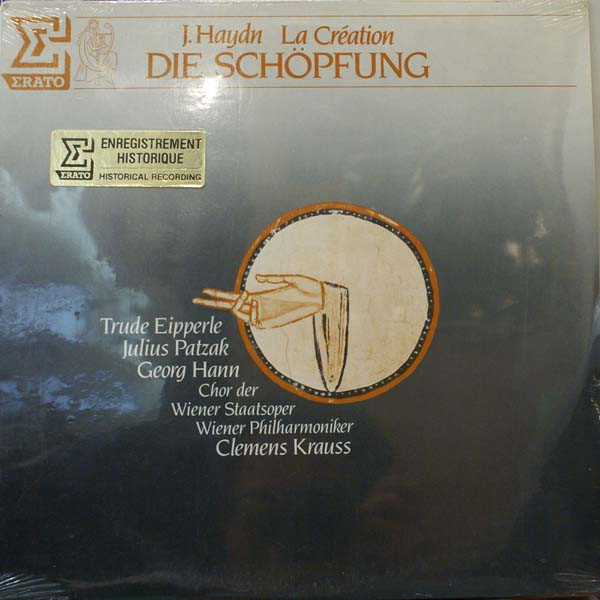 J. Haydn La Création
DIE SCHÖPFUNG
ΣRATO
ENREGISTREMENT
HISTORIQUE
ΣRATO
HISTORICAL RECORDING
Trude Eipperle
Julius Patzak
Georg Hann
Chor der
Wiener Staatsoper
Wiener Philharmoniker
Clemens Krauss